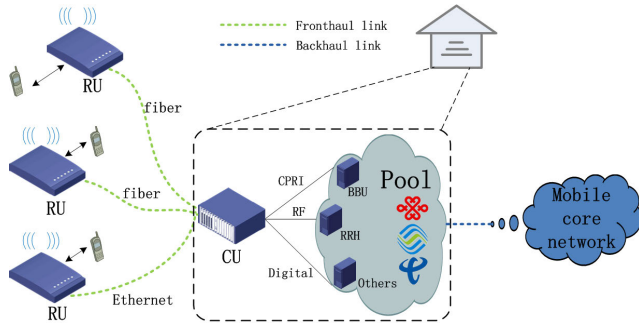 Fronthaul link
Backhaul link
RU
fiber
RU
fiber
RU
Ethernet
CU
CPRI
RF
Digital
Pool
BBU
RRH
Others
Mobile
core
network